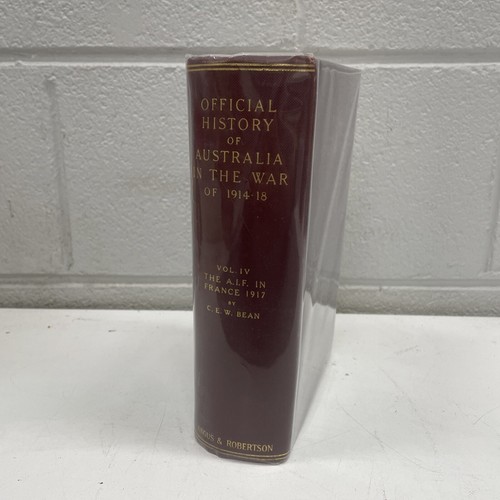 OFFICIAL
HISTORY
OF
AUSTRALIA
IN THE WAR
OF 1914-18
VOL. IV
THE A.I.F. IN
FRANCE 1917
BY
C. E. W. BEAN
ANGUS & ROBERTSON